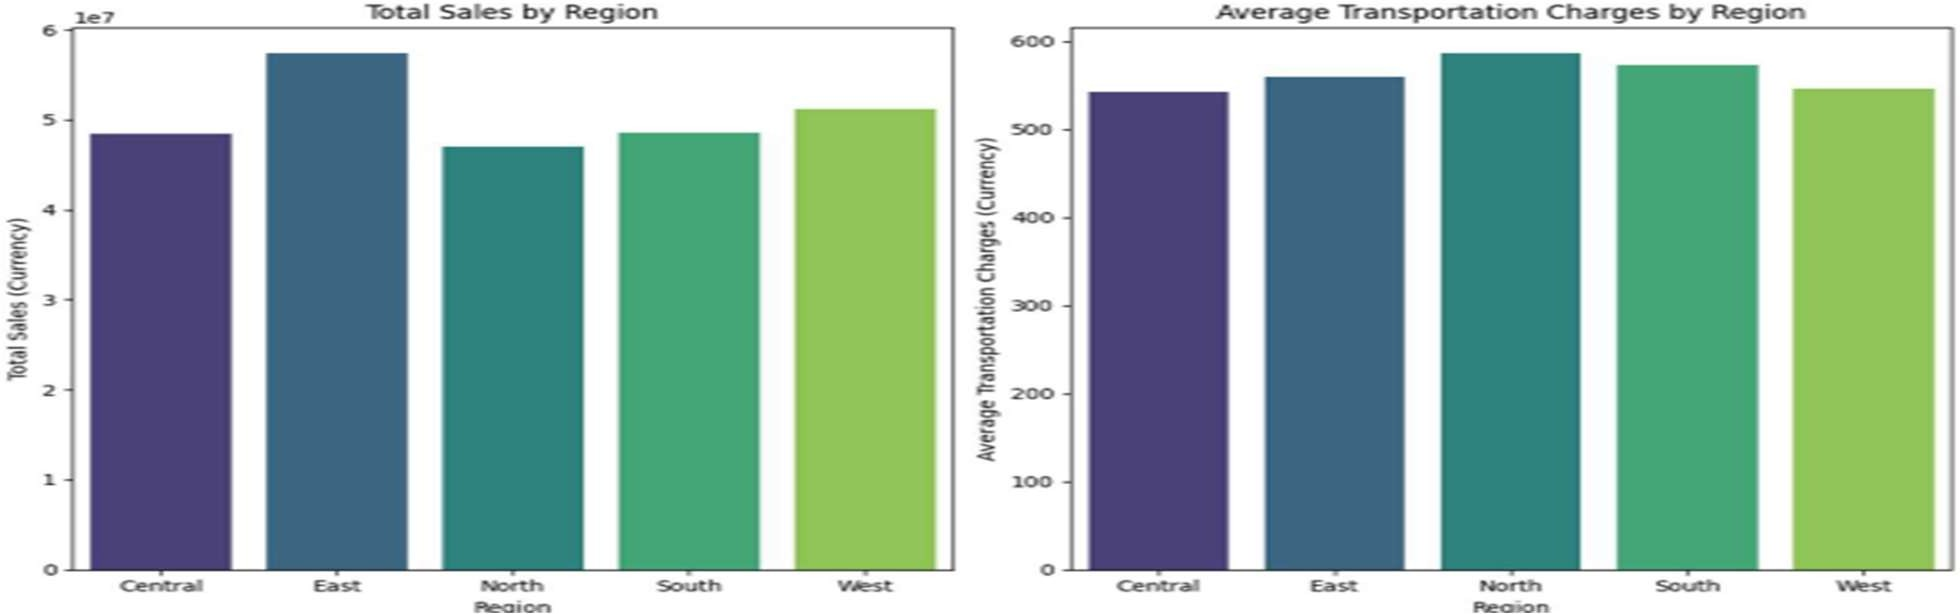 Total Sales by Region
1e7
6
5
4
3
2
1
0
Total Sales (Currency)
Central East North South West
Region
Average Transportation Charges by Region
600
500
400
300
200
100
0
Average Transportation Charges (Currency)
Central East North South West
Region